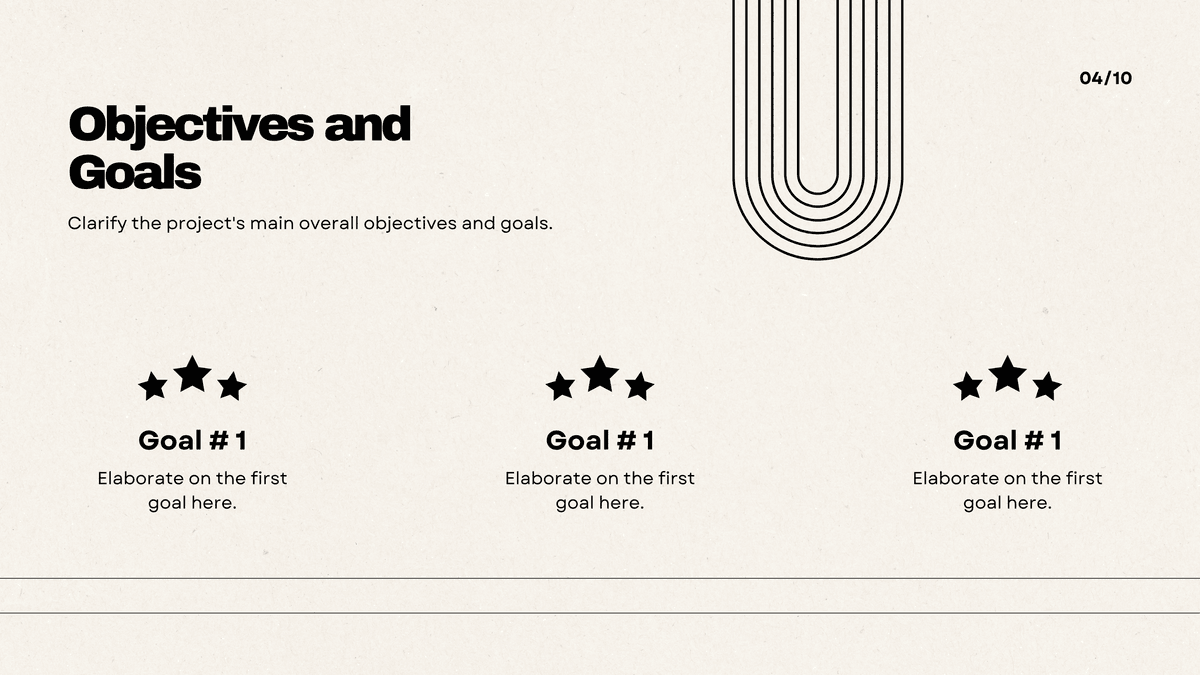 04/10
Objectives and
Goals
Clarify the project's main overall objectives and goals.
Goal # 1
Elaborate on the first
goal here.
Goal # 1
Elaborate on the first
goal here.
Goal # 1
Elaborate on the first
goal here.